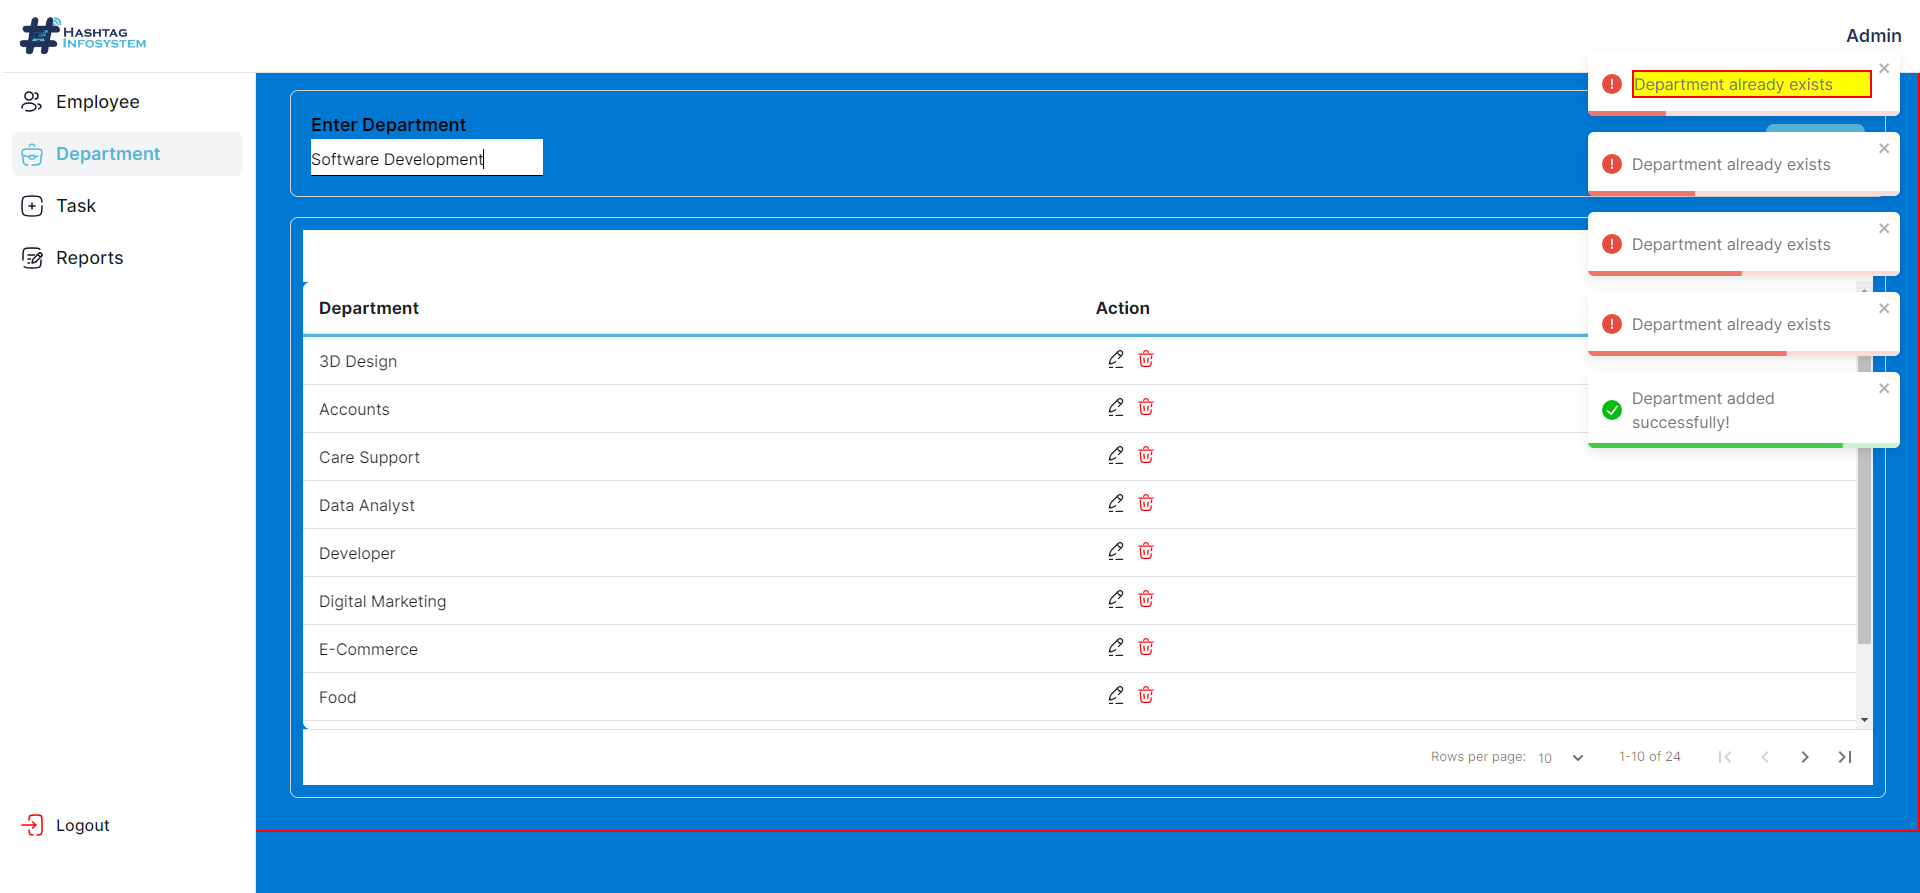 HASHTAG
INFOSYSTEM
Admin
Employee
Department
Task
Reports
Logout
Enter Department
Software Development
Department already exists
Department already exists
Department already exists
Department already exists
Department added
successfully!
Department Action
3D Design
Accounts
Care Support
Data Analyst
Developer
Digital Marketing
E-Commerce
Food
Rows per page: 10 1-10 of 24